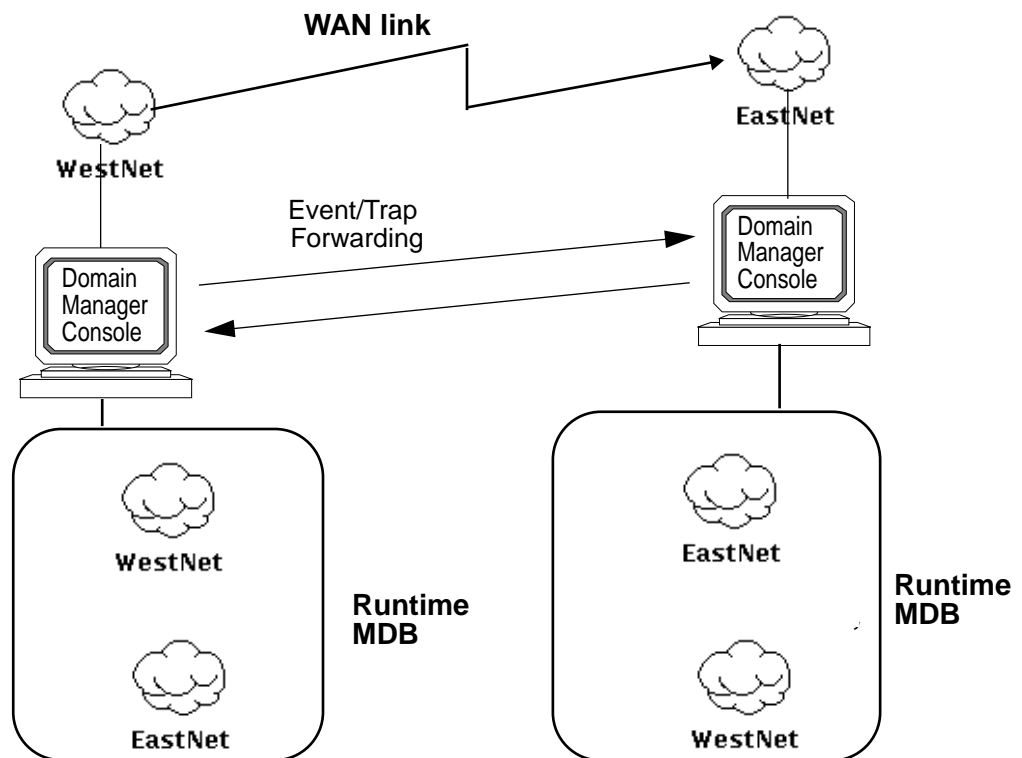 WAN link
EastNet
WestNet
Event/Trap
Forwarding
Domain
Manager
Console
Domain
Manager
Console
WestNet
EastNet
Runtime
MDB
EastNet
WestNet
Runtime
MDB